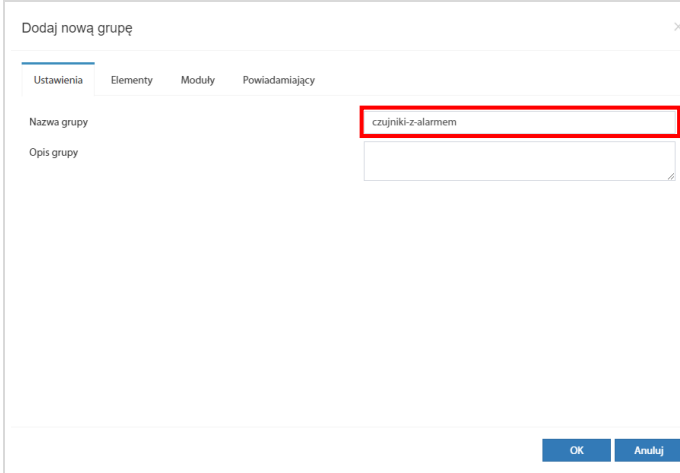 Dodaj nową grupę
Ustawienia Elementy Moduły Powiadamiający
Nazwa grupy czujniki-z-alarmem
Opis grupy
OK Anuluj